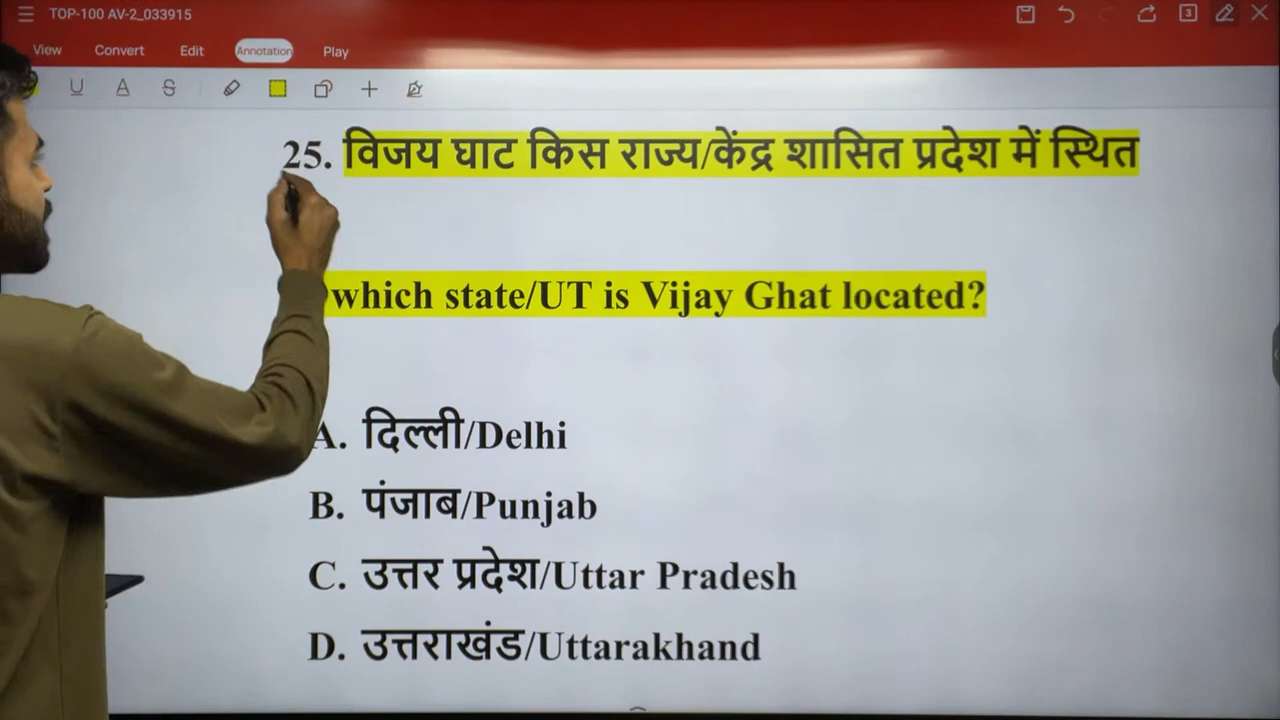 TOP-100 AV-2_033915
3
View Convert Edit Annotation Play
U A S
25. विजय घाट किस राज्य/केंद्र शासित प्रदेश में स्थित
which state/UT is Vijay Ghat located?
A. दिल्ली/Delhi
B. पंजाब/Punjab
C. उत्तर प्रदेश/Uttar Pradesh
D. उत्तराखंड/Uttarakhand